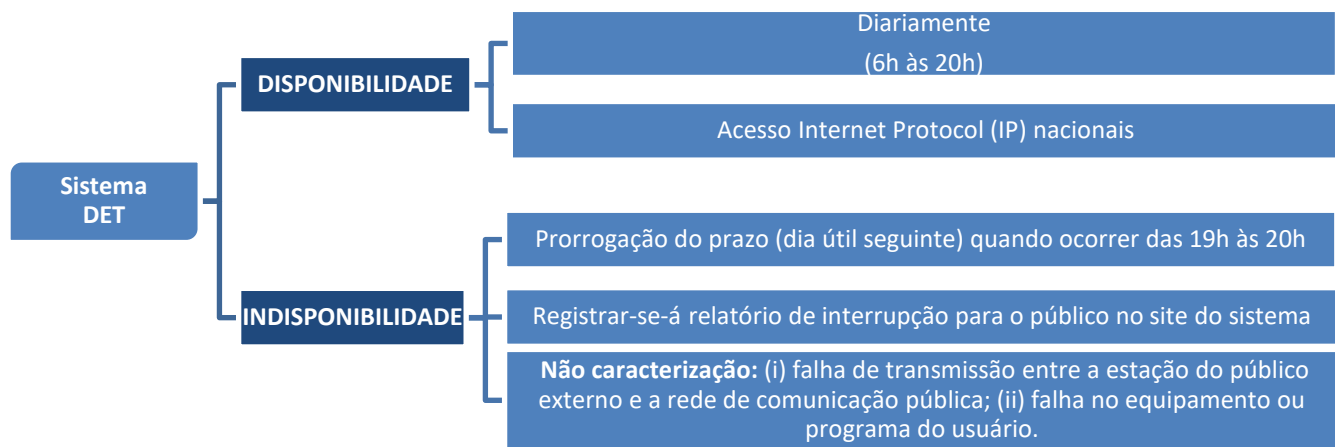 Sistema
DET
DISPONIBILIDADE
Diariamente
(6h às 20h)
Acesso Internet Protocol (IP) nacionais
INDISPONIBILIDADE
Prorrogação do prazo (dia útil seguinte) quando ocorrer das 19h às 20h
Registrar-se-á relatório de interrupção para o público no site do sistema
Não caracterização: (i) falha de transmissão entre a estação do público
externo e a rede de comunicação pública; (ii) falha no equipamento ou
programa do usuário.